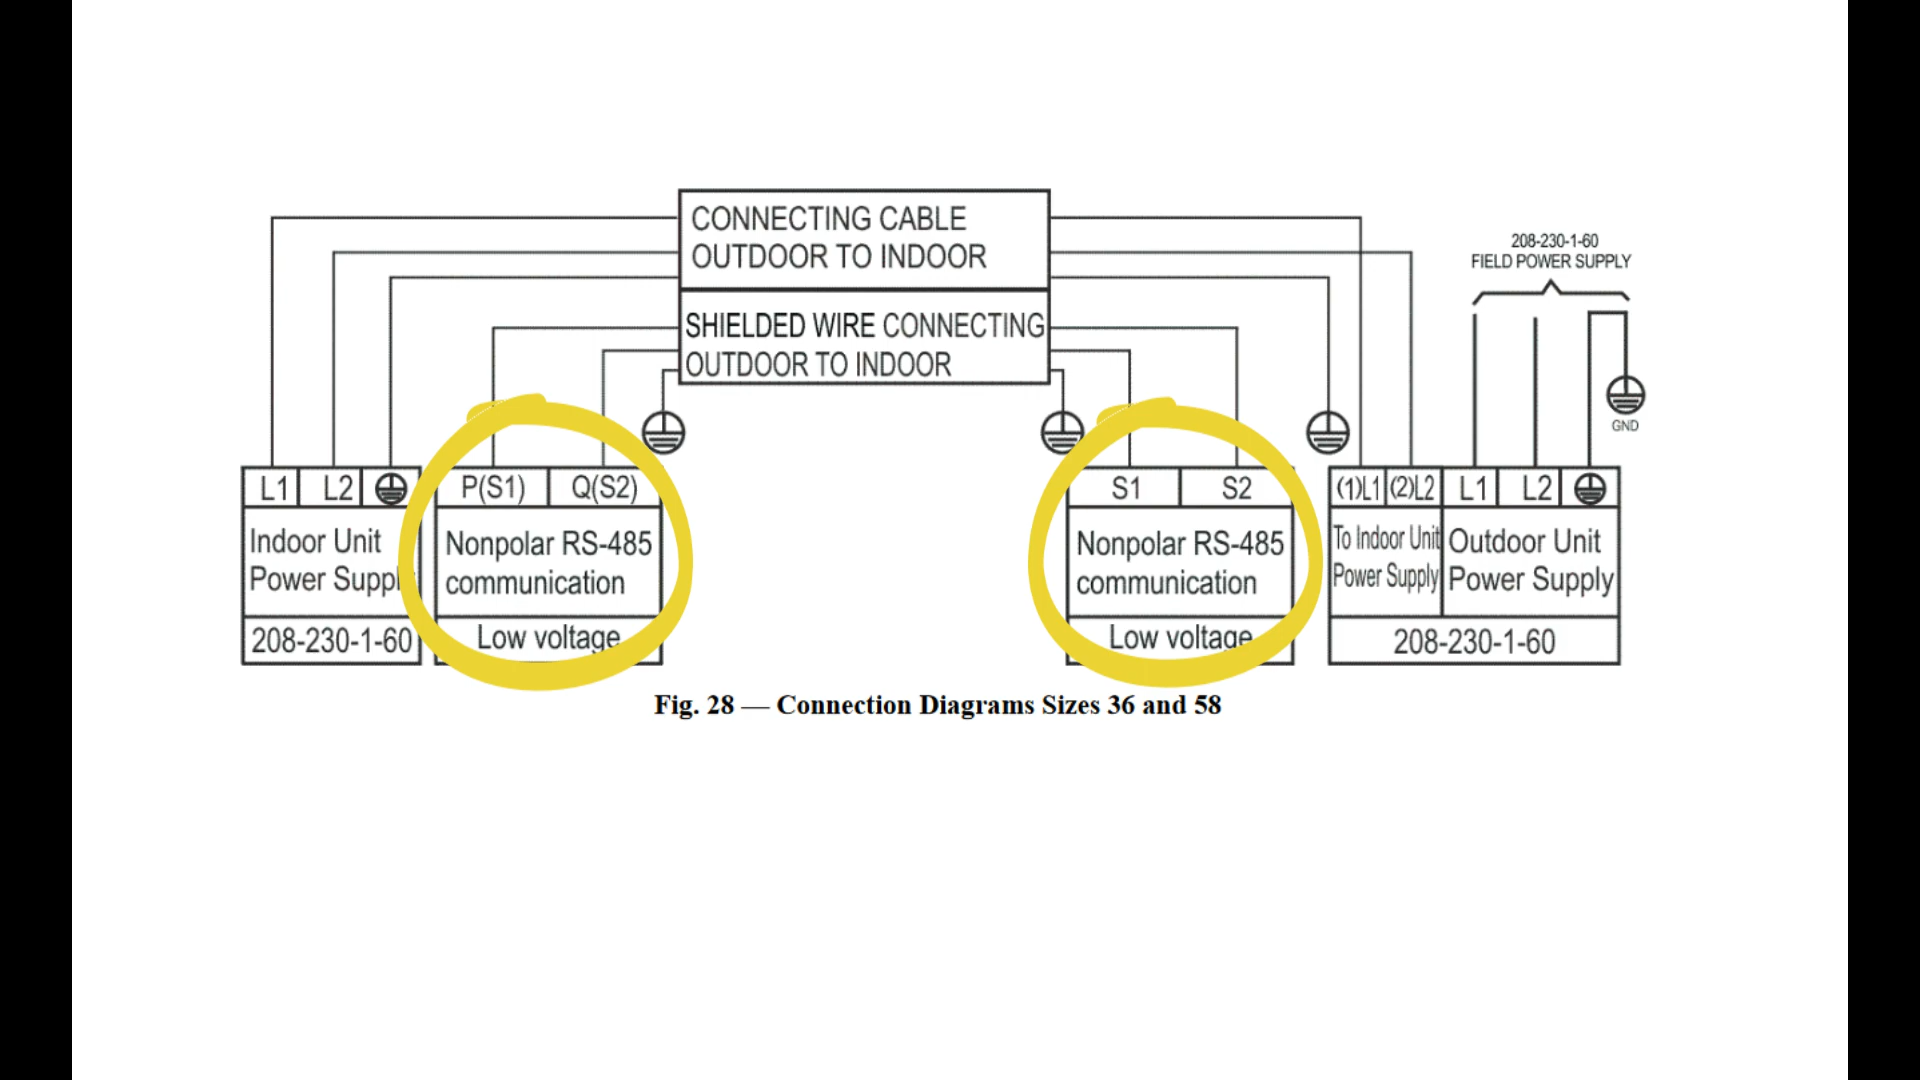 CONNECTING CABLE
OUTDOOR TO INDOOR
SHIELDED WIRE CONNECTING
OUTDOOR TO INDOOR
208-230-1-60
FIELD POWER SUPPLY
GND
L1 L2
Indoor Unit
Power Supply
208-230-1-60
P(S1) Q(S2)
Nonpolar RS-485
communication
Low voltage
S1 S2
Nonpolar RS-485
communication
Low voltage
(1)L1 (2)L2 L1 L2
To Indoor Unit
Power Supply
Outdoor Unit
Power Supply
208-230-1-60
Fig. 28 — Connection Diagrams Sizes 36 and 58